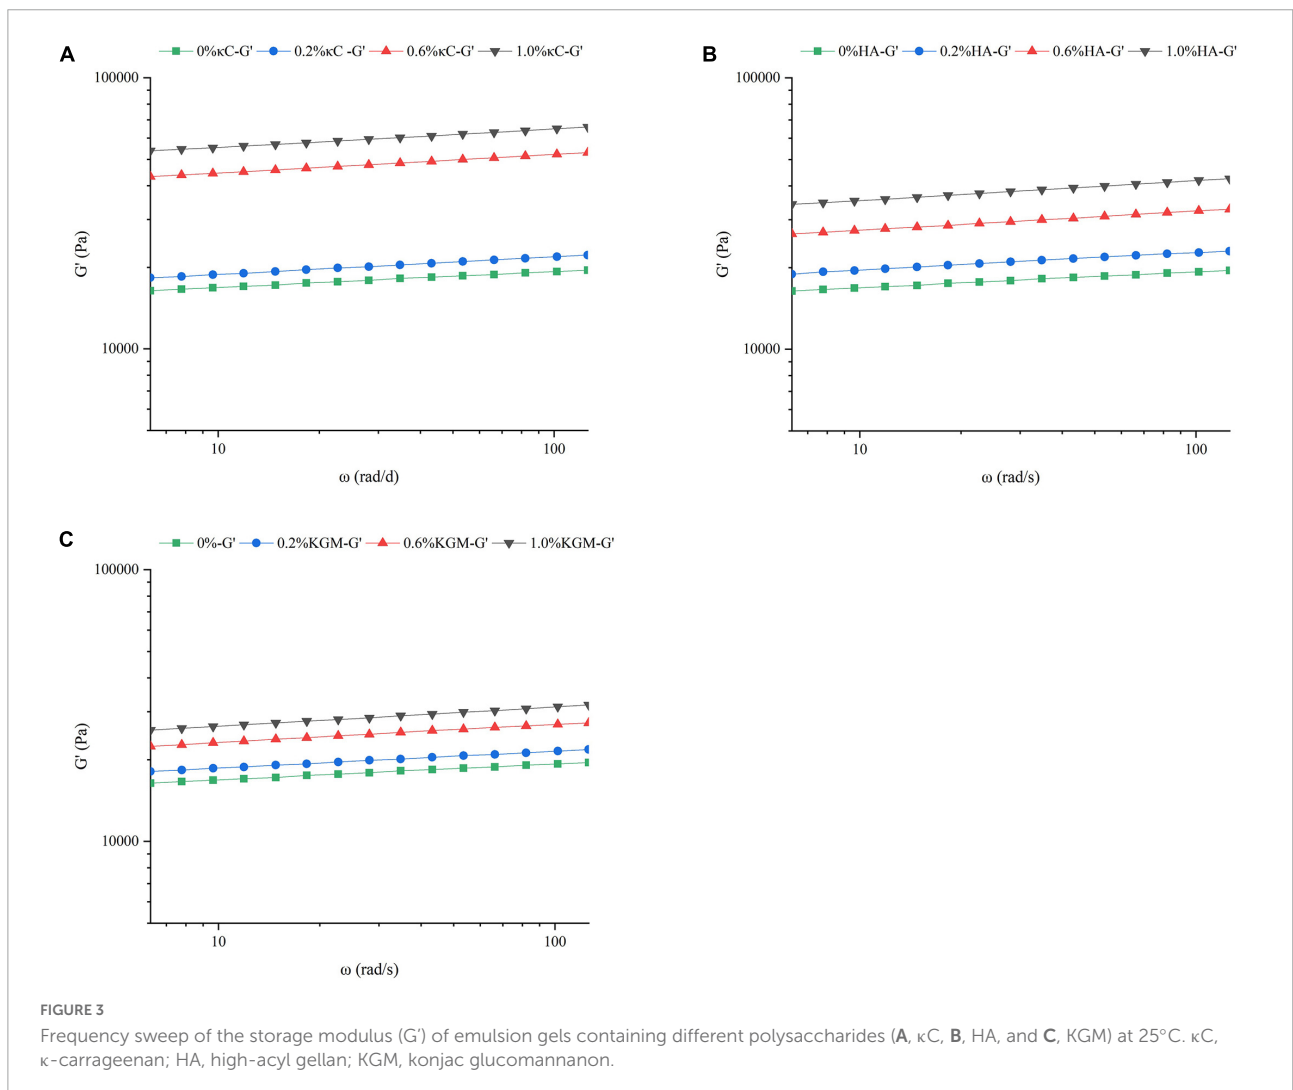 A
0%κC-G' 0.2%κC -G' 0.6%κC-G' 1.0%κC-G'
100000
G' (Pa)
10000
10 100
ω (rad/d)
B
0%HA-G' 0.2%HA-G' 0.6%HA-G' 1.0%HA-G'
100000
G' (Pa)
10000
10 100
ω (rad/s)
C
0%-G' 0.2%KGM-G' 0.6%KGM-G' 1.0%KGM-G'
100000
G' (Pa)
10000
10 100
ω (rad/s)
FIGURE 3
Frequency sweep of the storage modulus (G′) of emulsion gels containing different polysaccharides (A, κC, B, HA, and C, KGM) at 25°C. κC,
κ-carrageenan; HA, high-acyl gellan; KGM, konjac glucomannanon.